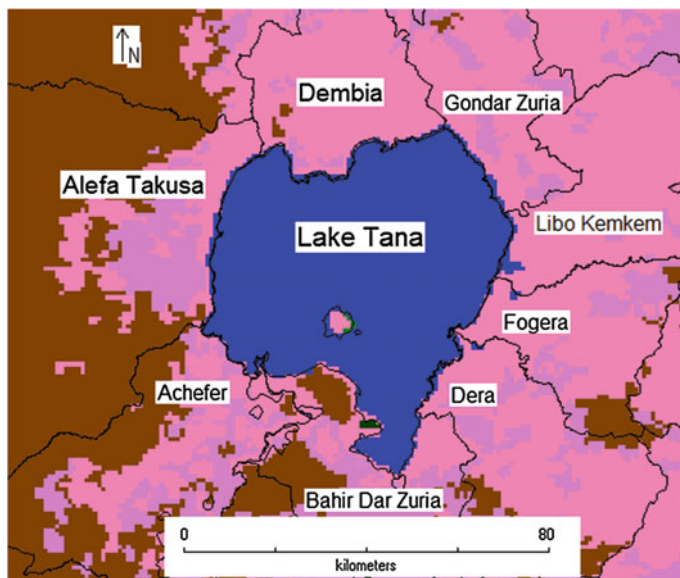 N
Dembia
Gondar Zuria
Alefa Takusa
Lake Tana
Libo Kemkem
Fogera
Achefer
Dera
Bahir Dar Zuria
0 80
kilometers